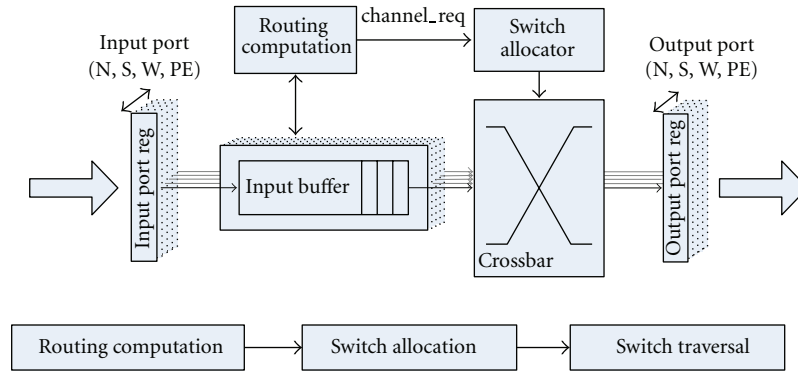 Input port
(N, S, W, PE)
Routing
computation
channel_req
Switch
allocator
Output port
(N, S, W, PE)
Input port reg
Input buffer
Crossbar
Output port reg
Routing computation
Switch allocation
Switch traversal